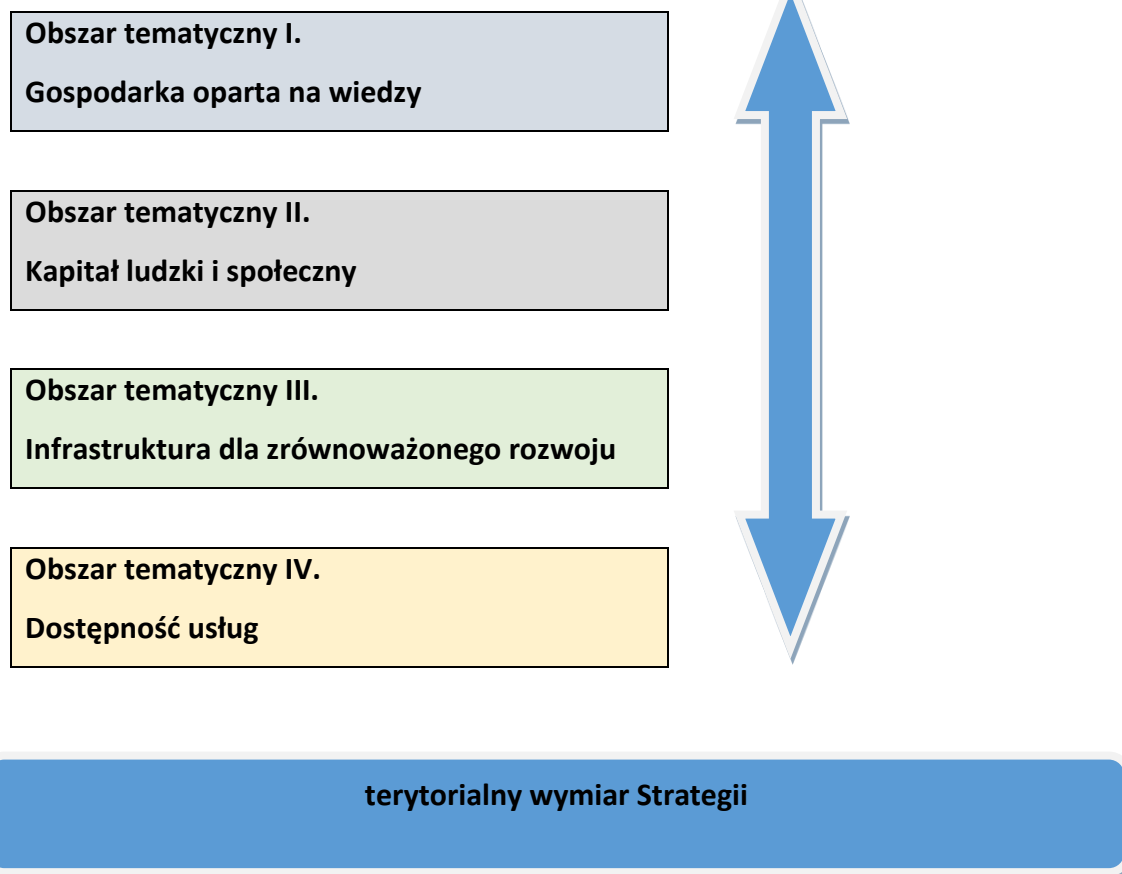 Obszar tematyczny I.
Gospodarka oparta na wiedzy
Obszar tematyczny II.
Kapitał ludzki i społeczny
Obszar tematyczny III.
Infrastruktura dla zrównoważonego rozwoju
Obszar tematyczny IV.
Dostępność usług
terytorialny wymiar Strategii